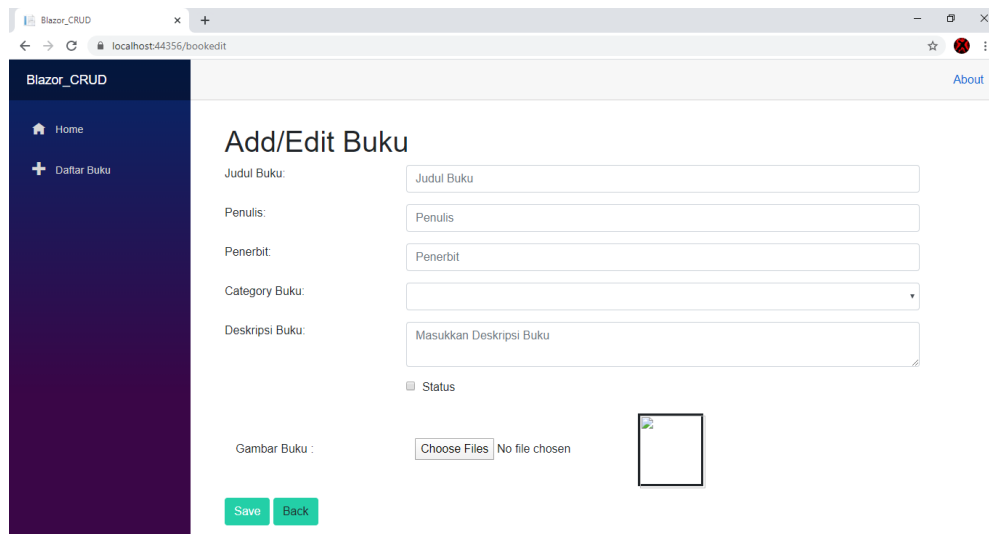 Blazor_CRUD
localhost:44356/bookedit
Blazor_CRUD
About
Home
Daftar Buku
Add/Edit Buku
Judul Buku:
Judul Buku
Penulis:
Penulis
Penerbit:
Penerbit
Category Buku:
Deskripsi Buku:
Masukkan Deskripsi Buku
Status
Gambar Buku :
Choose Files No file chosen
Save
Back